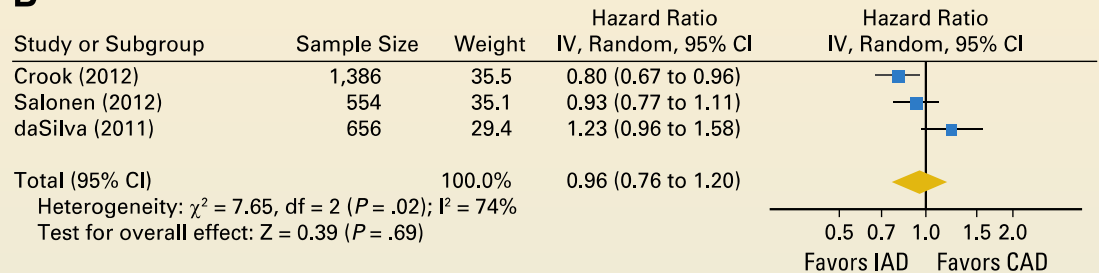 B
Hazard Ratio Hazard Ratio
Study or Subgroup Sample Size Weight IV, Random, 95% CI IV, Random, 95% CI
Crook (2012) 1,386 35.5 0.80 (0.67 to 0.96)
Salonen (2012) 554 35.1 0.93 (0.77 to 1.11)
daSilva (2011) 656 29.4 1.23 (0.96 to 1.58)
Total (95% CI) 100.0% 0.96 (0.76 to 1.20)
Heterogeneity: χ² = 7.65, df = 2 (P = .02); I² = 74%
Test for overall effect: Z = 0.39 (P = .69)
0.5 0.7 1.0 1.5 2.0
Favors IAD Favors CAD